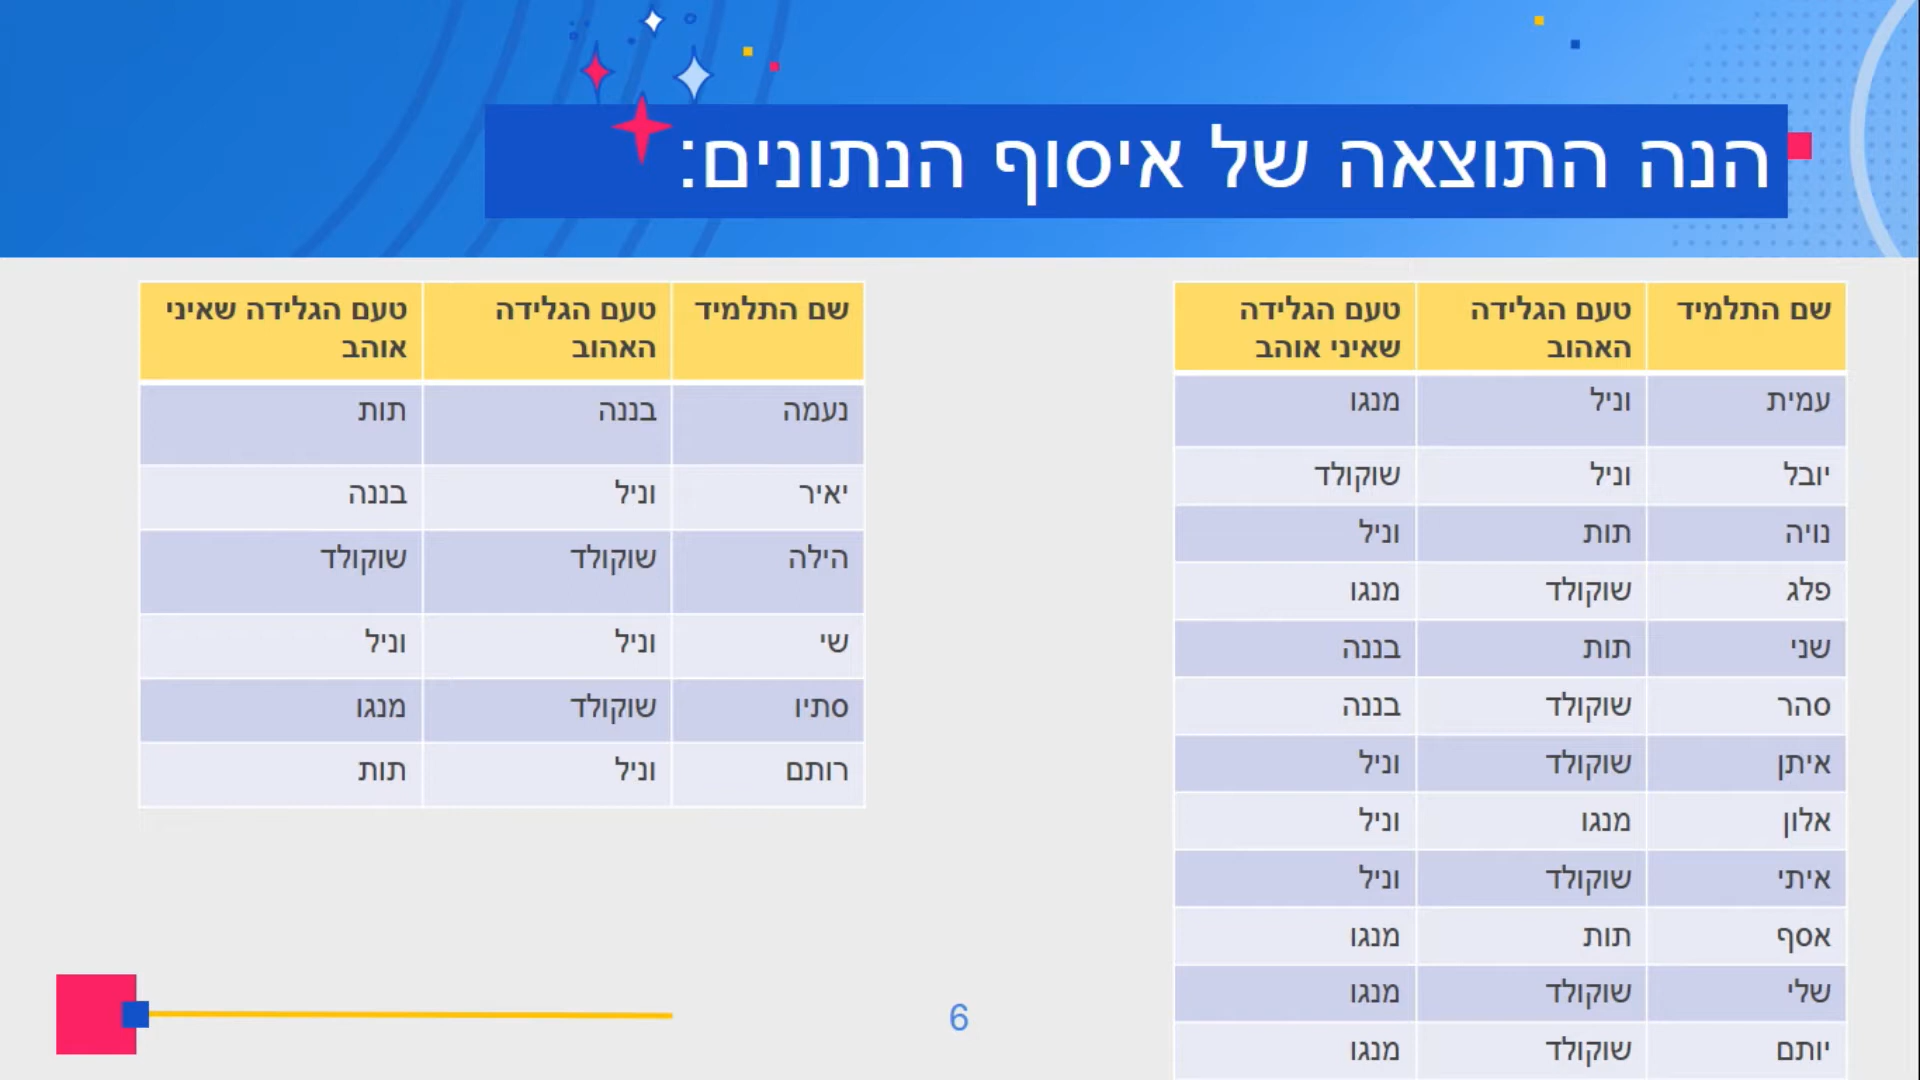 הנה התוצאה של איסוף הנתונים:
שם התלמיד טעם הגלידה האהוב טעם הגלידה שאיני אוהב
עמית וניל מנגו
יובל וניל שוקולד
נויה תות וניל
פלג שוקולד מנגו
שני תות בננה
סהר שוקולד בננה
איתן שוקולד וניל
אלון מנגו וניל
איתי שוקולד וניל
אסף תות מנגו
שלי שוקולד מנגו
יותם שוקולד מנגו
שם התלמיד טעם הגלידה האהוב טעם הגלידה שאיני אוהב
נעמה בננה תות
יאיר וניל בננה
הילה שוקולד שוקולד
שי וניל וניל
סתיו שוקולד מנגו
רותם וניל תות
6